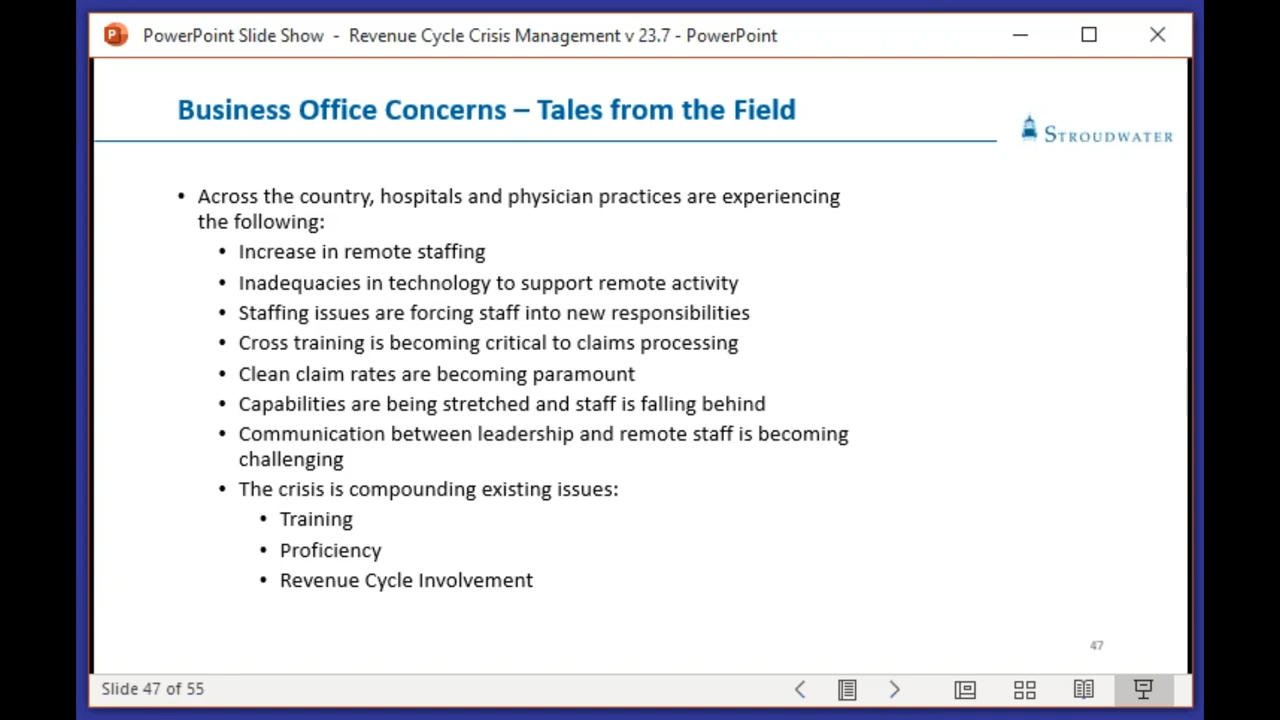 PowerPoint Slide Show - Revenue Cycle Crisis Management v 23.7 - PowerPoint
Business Office Concerns – Tales from the Field
STROUDWATER
• Across the country, hospitals and physician practices are experiencing
the following:
• Increase in remote staffing
• Inadequacies in technology to support remote activity
• Staffing issues are forcing staff into new responsibilities
• Cross training is becoming critical to claims processing
• Clean claim rates are becoming paramount
• Capabilities are being stretched and staff is falling behind
• Communication between leadership and remote staff is becoming
challenging
• The crisis is compounding existing issues:
• Training
• Proficiency
• Revenue Cycle Involvement
47
Slide 47 of 55